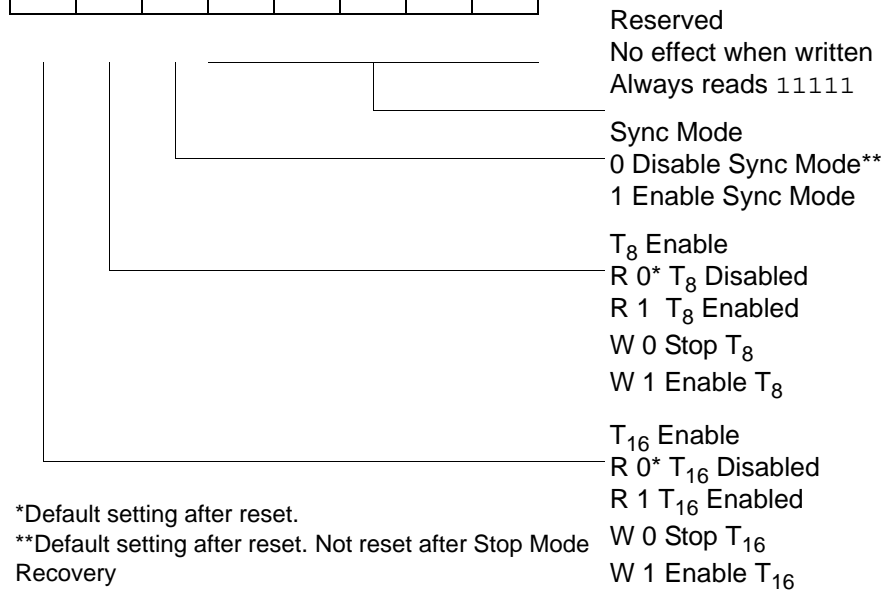 Reserved
No effect when written
Always reads 11111
Sync Mode
0 Disable Sync Mode**
1 Enable Sync Mode
T8 Enable
R 0* T8 Disabled
R 1 T8 Enabled
W 0 Stop T8
W 1 Enable T8
T16 Enable
R 0* T16 Disabled
R 1 T16 Enabled
W 0 Stop T16
W 1 Enable T16
*Default setting after reset.
**Default setting after reset. Not reset after Stop Mode
Recovery